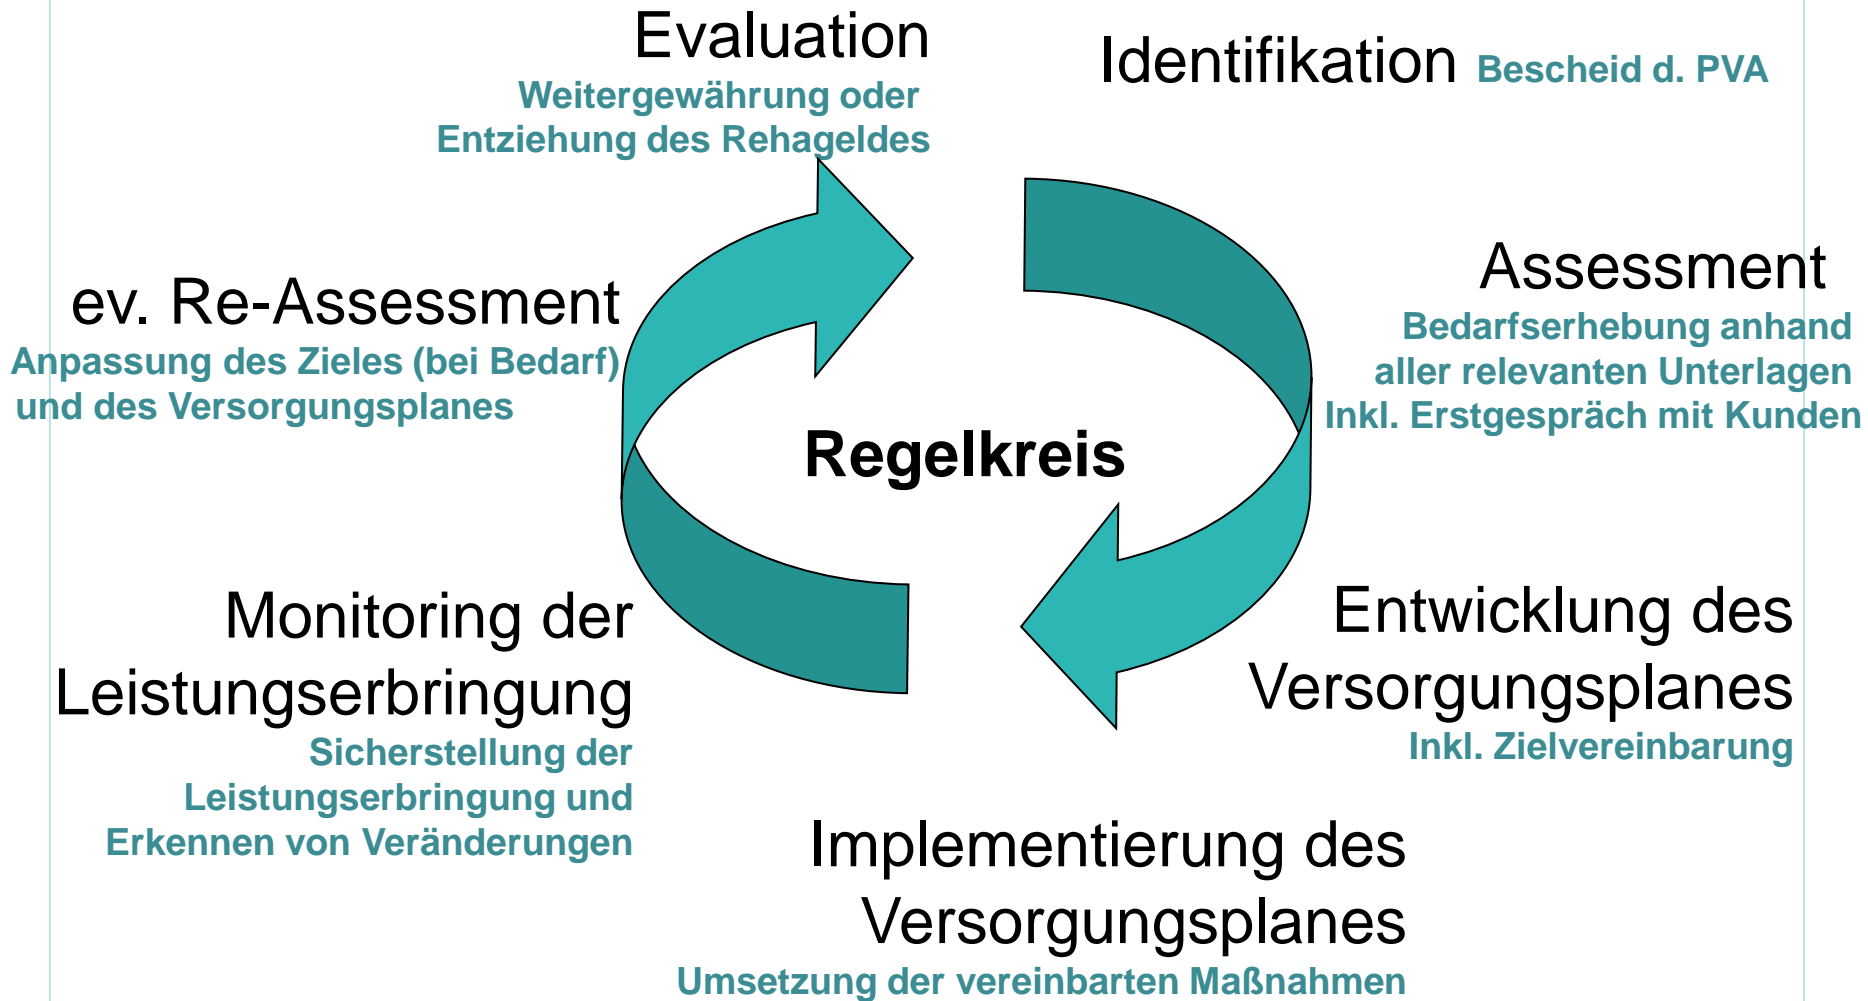 Evaluation
Weitergewährung oder
Entziehung des Rehageldes
Identifikation Bescheid d. PVA
Assessment
Bedarfserhebung anhand
aller relevanten Unterlagen
Inkl. Erstgespräch mit Kunden
ev. Re-Assessment
Anpassung des Zieles (bei Bedarf)
und des Versorgungsplanes
Regelkreis
Monitoring der
Leistungserbringung
Sicherstellung der
Leistungserbringung und
Erkennen von Veränderungen
Entwicklung des
Versorgungsplanes
Inkl. Zielvereinbarung
Implementierung des
Versorgungsplanes
Umsetzung der vereinbarten Maßnahmen